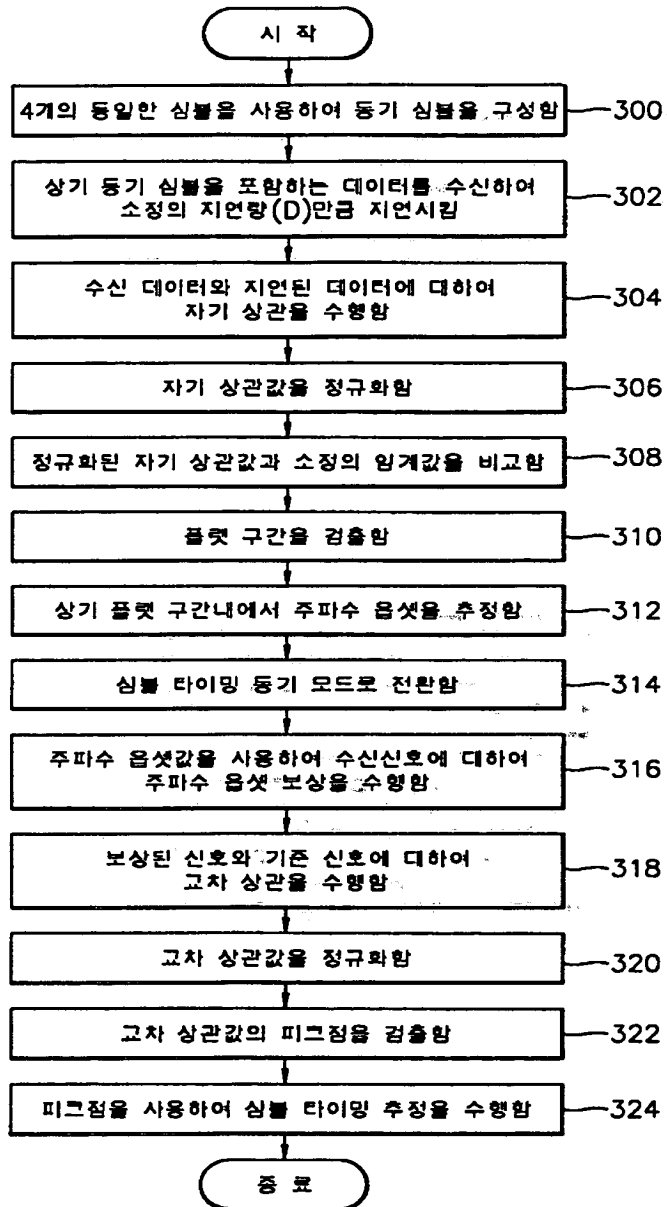 시 작
4개의 동일한 심볼을 사용하여 동기 심볼을 구성함
300
상기 동기 심볼을 포함하는 데이터를 수신하여
소정의 지연량(D)만큼 지연시킴
302
수신 데이터와 지연된 데이터에 대하여
자기 상관을 수행함
304
자기 상관값을 정규화함
306
정규화된 자기 상관값과 소정의 임계값을 비교함
308
플랫 구간을 검출함
310
상기 플랫 구간내에서 주파수 옵셋을 추정함
312
심볼 타이밍 동기 모드로 전환함
314
주파수 옵셋값을 사용하여 수신신호에 대하여
주파수 옵셋 보상을 수행함
316
보상된 신호와 기준 신호에 대하여
교차 상관을 수행함
318
교차 상관값을 정규화함
320
교차 상관값의 피크점을 검출함
322
피크점을 사용하여 심볼 타이밍 추정을 수행함
324
종 료